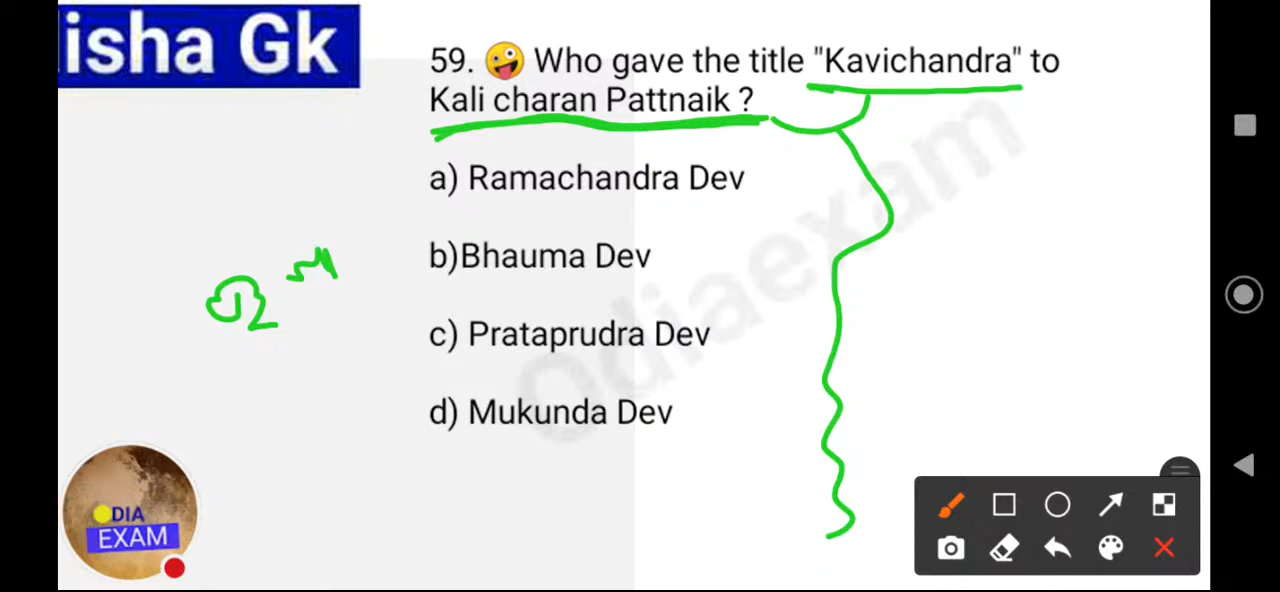 isha Gk
59. 🤪 Who gave the title "Kavichandra" to
Kali charan Pattnaik ?
a) Ramachandra Dev
b)Bhauma Dev
c) Prataprudra Dev
d) Mukunda Dev
Odiaexam
ODIA
EXAM